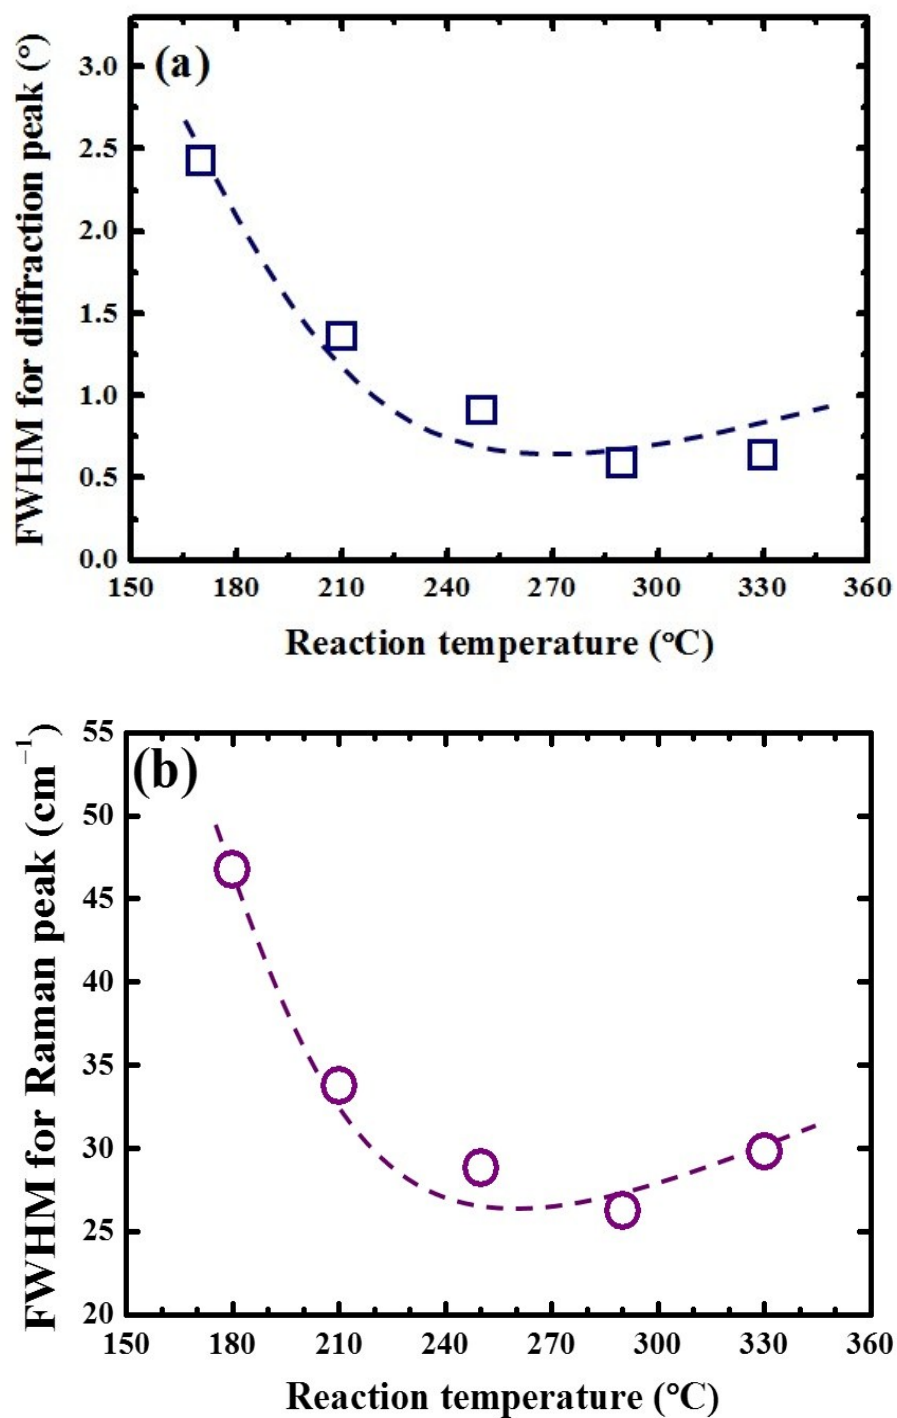 (a)
FWHM for diffraction peak (°)
3.0
2.5
2.0
1.5
1.0
0.5
0.0
150 180 210 240 270 300 330 360
Reaction temperature (°C)
(b)
FWHM for Raman peak (cm⁻¹)
55
50
45
40
35
30
25
20
150 180 210 240 270 300 330 360
Reaction temperature (°C)